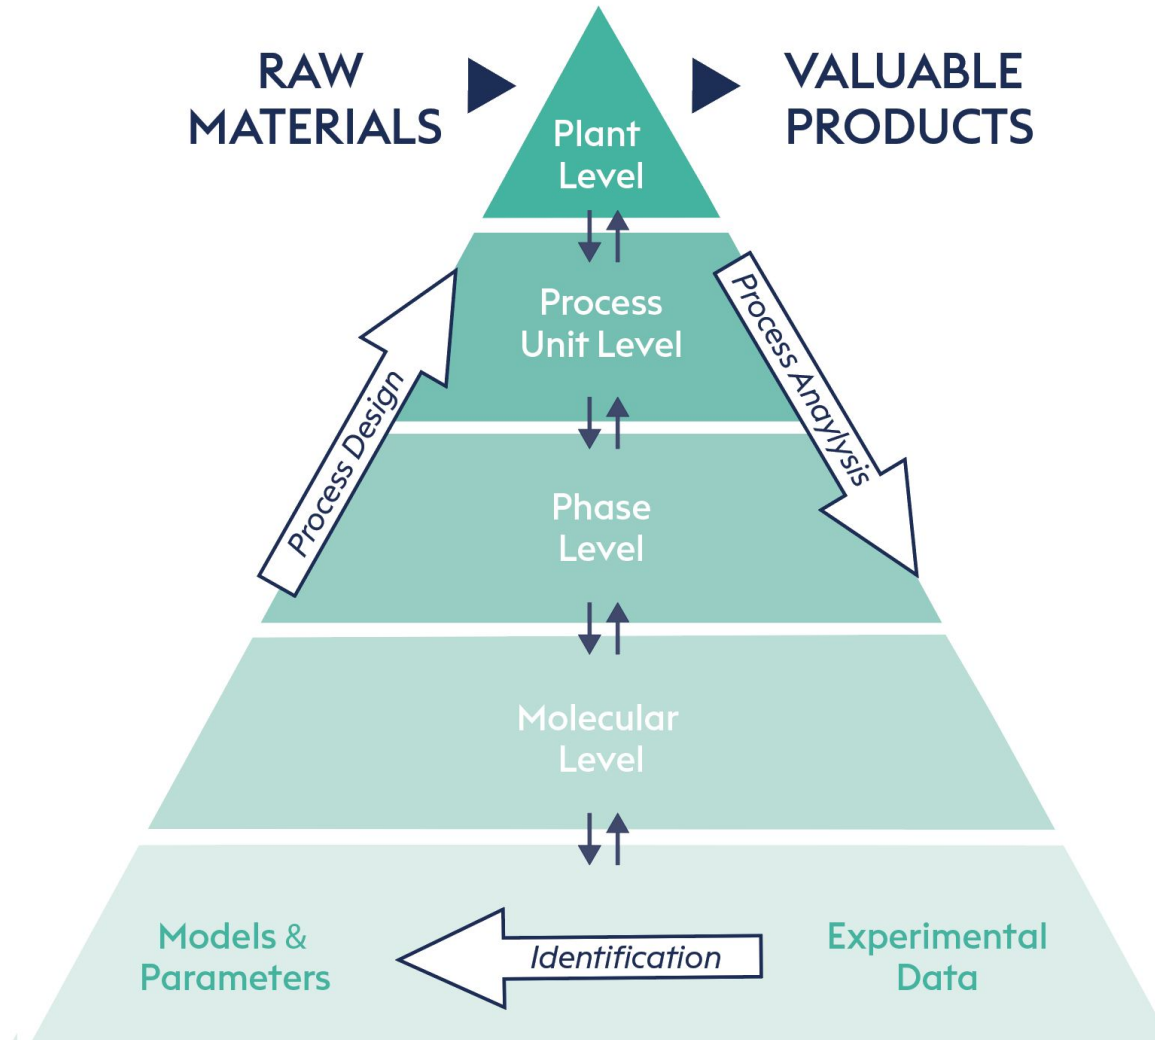 RAW
MATERIALS
VALUABLE
PRODUCTS
Plant
Level
Process
Unit Level
Process Design
Process Anaylysis
Phase
Level
Molecular
Level
Models &
Parameters
Identification
Experimental
Data